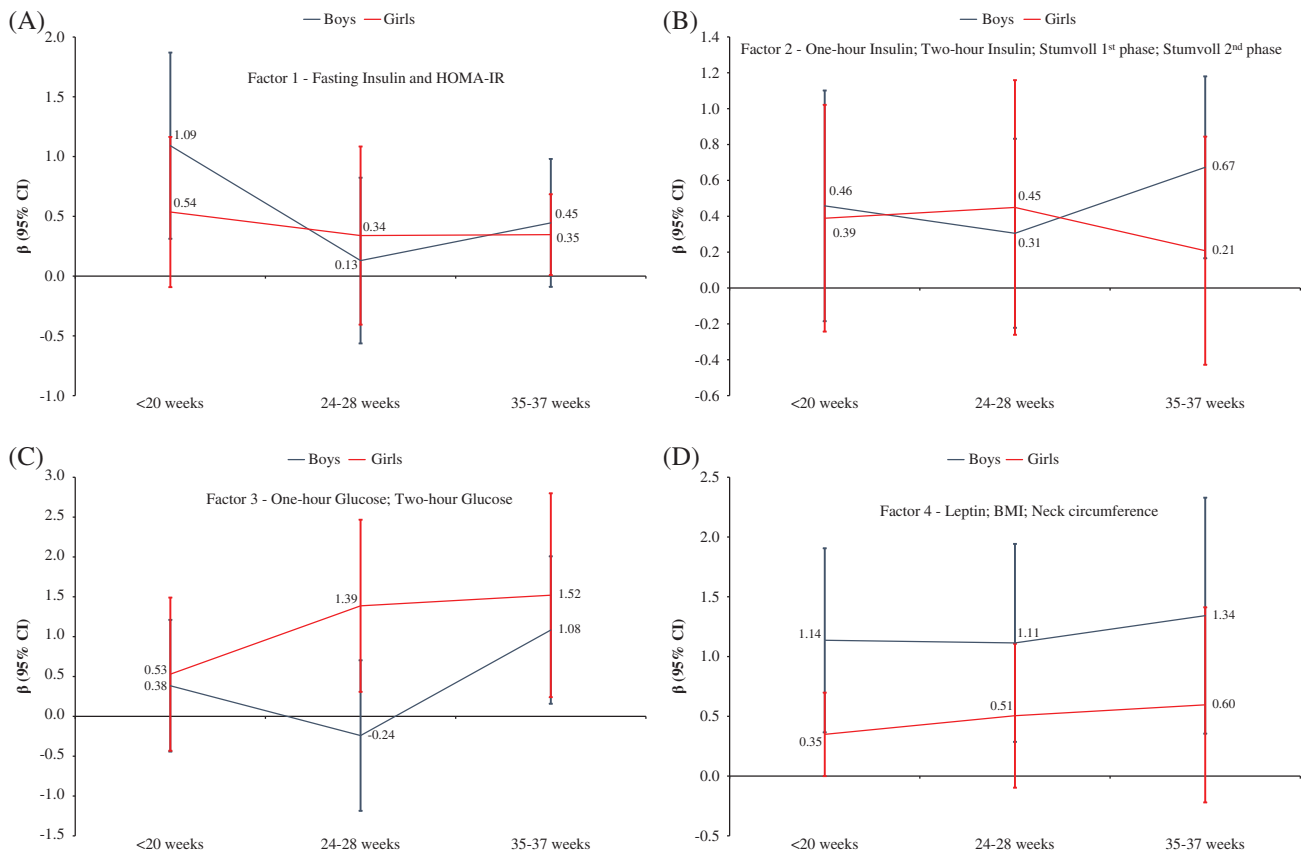 (A)
Boys Girls
2.0
Factor 1 - Fasting Insulin and HOMA-IR
1.5
1.09
1.0
0.54
0.5
0.34
0.13
0.45
0.35
0.0
-0.5
-1.0
β (95% CI)
<20 weeks 24-28 weeks 35-37 weeks
(B)
Boys Girls
1.4
Factor 2 - One-hour Insulin; Two-hour Insulin; Stumvoll 1st phase; Stumvoll 2nd phase
1.2
1.0
0.8
0.67
0.6
0.46
0.45
0.4
0.39
0.31
0.21
0.2
0.0
-0.2
-0.4
-0.6
β (95% CI)
<20 weeks 24-28 weeks 35-37 weeks
(C)
Boys Girls
3.0
Factor 3 - One-hour Glucose; Two-hour Glucose
2.5
2.0
1.5
1.39
1.52
1.08
1.0
0.53
0.5
0.38
0.0
-0.24
-0.5
-1.0
-1.5
β (95% CI)
<20 weeks 24-28 weeks 35-37 weeks
(D)
Boys Girls
2.5
Factor 4 - Leptin; BMI; Neck circumference
2.0
1.5
1.34
1.14
1.11
1.0
0.60
0.51
0.5
0.35
0.0
-0.5
β (95% CI)
<20 weeks 24-28 weeks 35-37 weeks